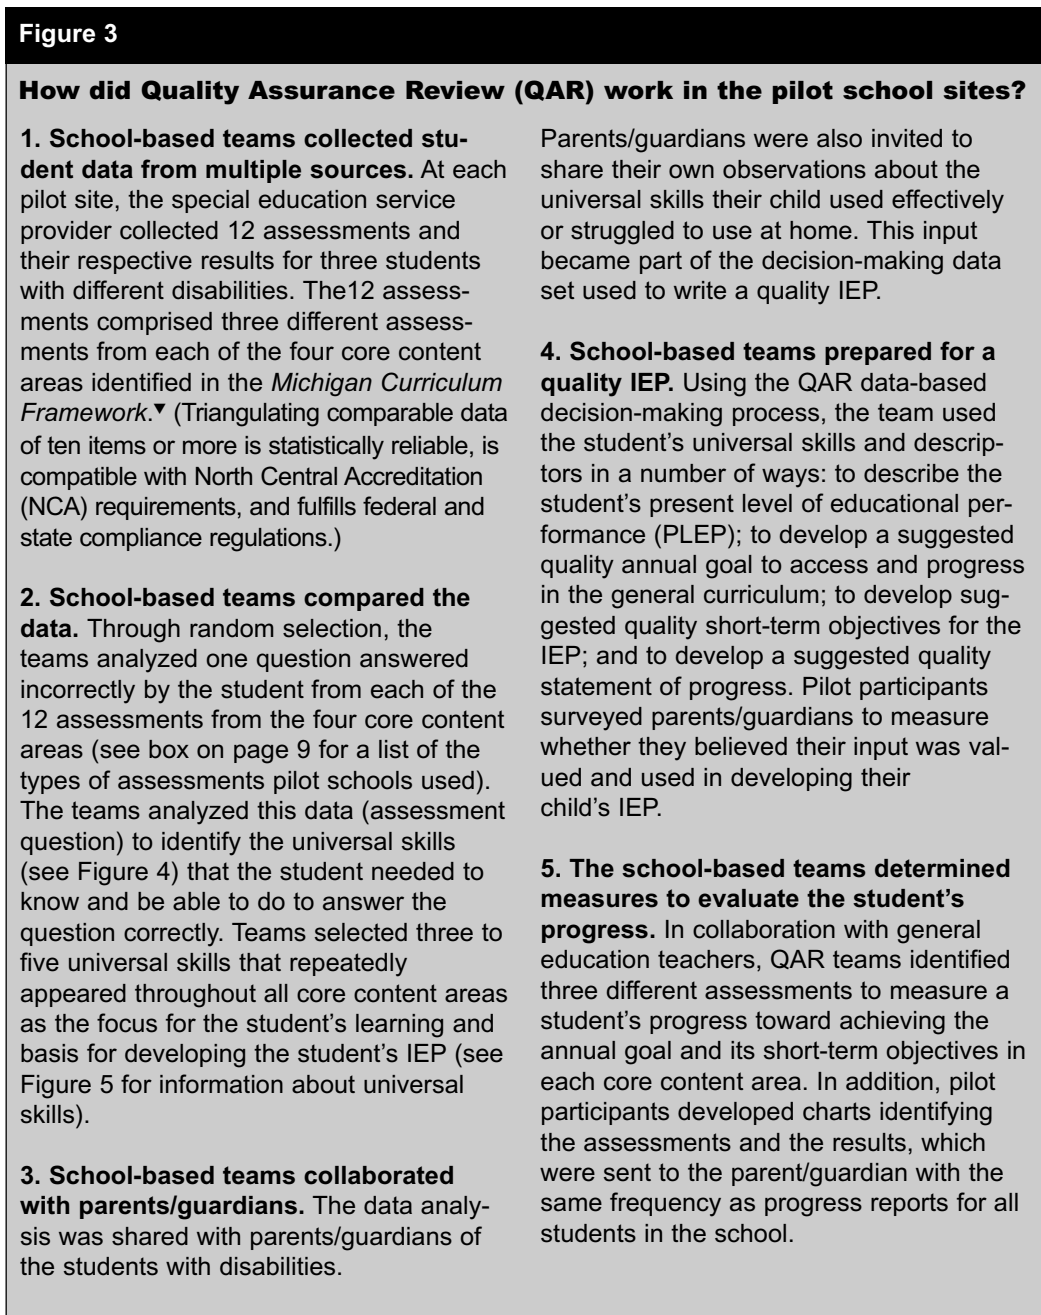 Figure 3
How did Quality Assurance Review (QAR) work in the pilot school sites?
1. School-based teams collected stu-
dent data from multiple sources. At each
pilot site, the special education service
provider collected 12 assessments and
their respective results for three students
with different disabilities. The12 assess-
ments comprised three different assess-
ments from each of the four core content
areas identified in the Michigan Curriculum
Framework.▼ (Triangulating comparable data
of ten items or more is statistically reliable, is
compatible with North Central Accreditation
(NCA) requirements, and fulfills federal and
state compliance regulations.)
2. School-based teams compared the
data. Through random selection, the
teams analyzed one question answered
incorrectly by the student from each of the
12 assessments from the four core content
areas (see box on page 9 for a list of the
types of assessments pilot schools used).
The teams analyzed this data (assessment
question) to identify the universal skills
(see Figure 4) that the student needed to
know and be able to do to answer the
question correctly. Teams selected three to
five universal skills that repeatedly
appeared throughout all core content areas
as the focus for the student's learning and
basis for developing the student's IEP (see
Figure 5 for information about universal
skills).
3. School-based teams collaborated
with parents/guardians. The data analy-
sis was shared with parents/guardians of
the students with disabilities.
Parents/guardians were also invited to
share their own observations about the
universal skills their child used effectively
or struggled to use at home. This input
became part of the decision-making data
set used to write a quality IEP.
4. School-based teams prepared for a
quality IEP. Using the QAR data-based
decision-making process, the team used
the student's universal skills and descrip-
tors in a number of ways: to describe the
student's present level of educational per-
formance (PLEP); to develop a suggested
quality annual goal to access and progress
in the general curriculum; to develop sug-
gested quality short-term objectives for the
IEP; and to develop a suggested quality
statement of progress. Pilot participants
surveyed parents/guardians to measure
whether they believed their input was val-
ued and used in developing their
child's IEP.
5. The school-based teams determined
measures to evaluate the student's
progress. In collaboration with general
education teachers, QAR teams identified
three different assessments to measure a
student's progress toward achieving the
annual goal and its short-term objectives in
each core content area. In addition, pilot
participants developed charts identifying
the assessments and the results, which
were sent to the parent/guardian with the
same frequency as progress reports for all
students in the school.